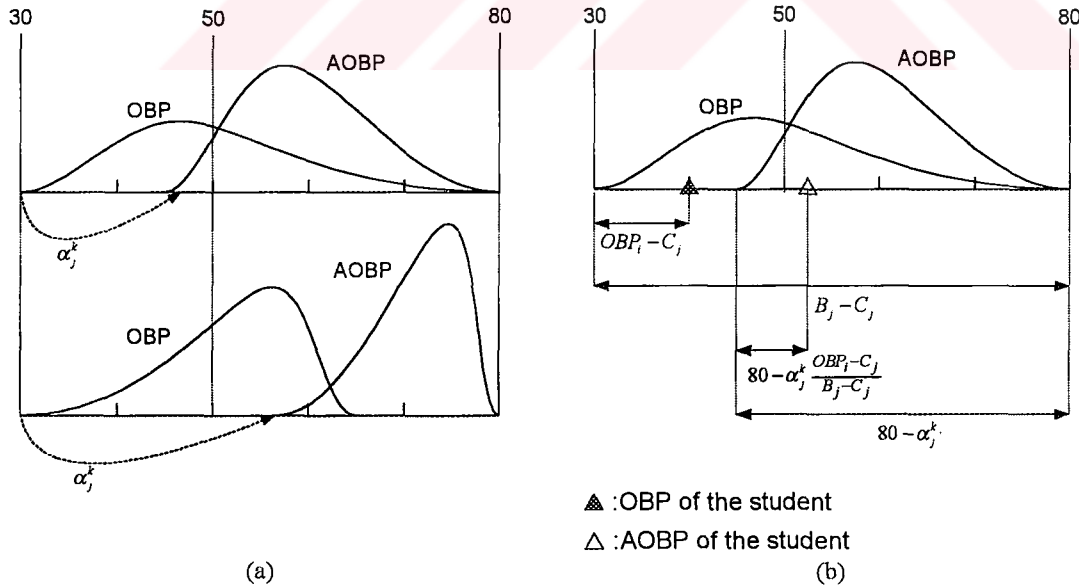 30 50 80
AOBP
OBP
α_j^k
AOBP
OBP
α_j^k
(a)
30 50 80
AOBP
OBP
OBP_i – C_j
B_j – C_j
80 – α_j^k (OBP_i – C_j) / (B_j – C_j)
80 – α_j^k
:OBP of the student
:AOBP of the student
(b)